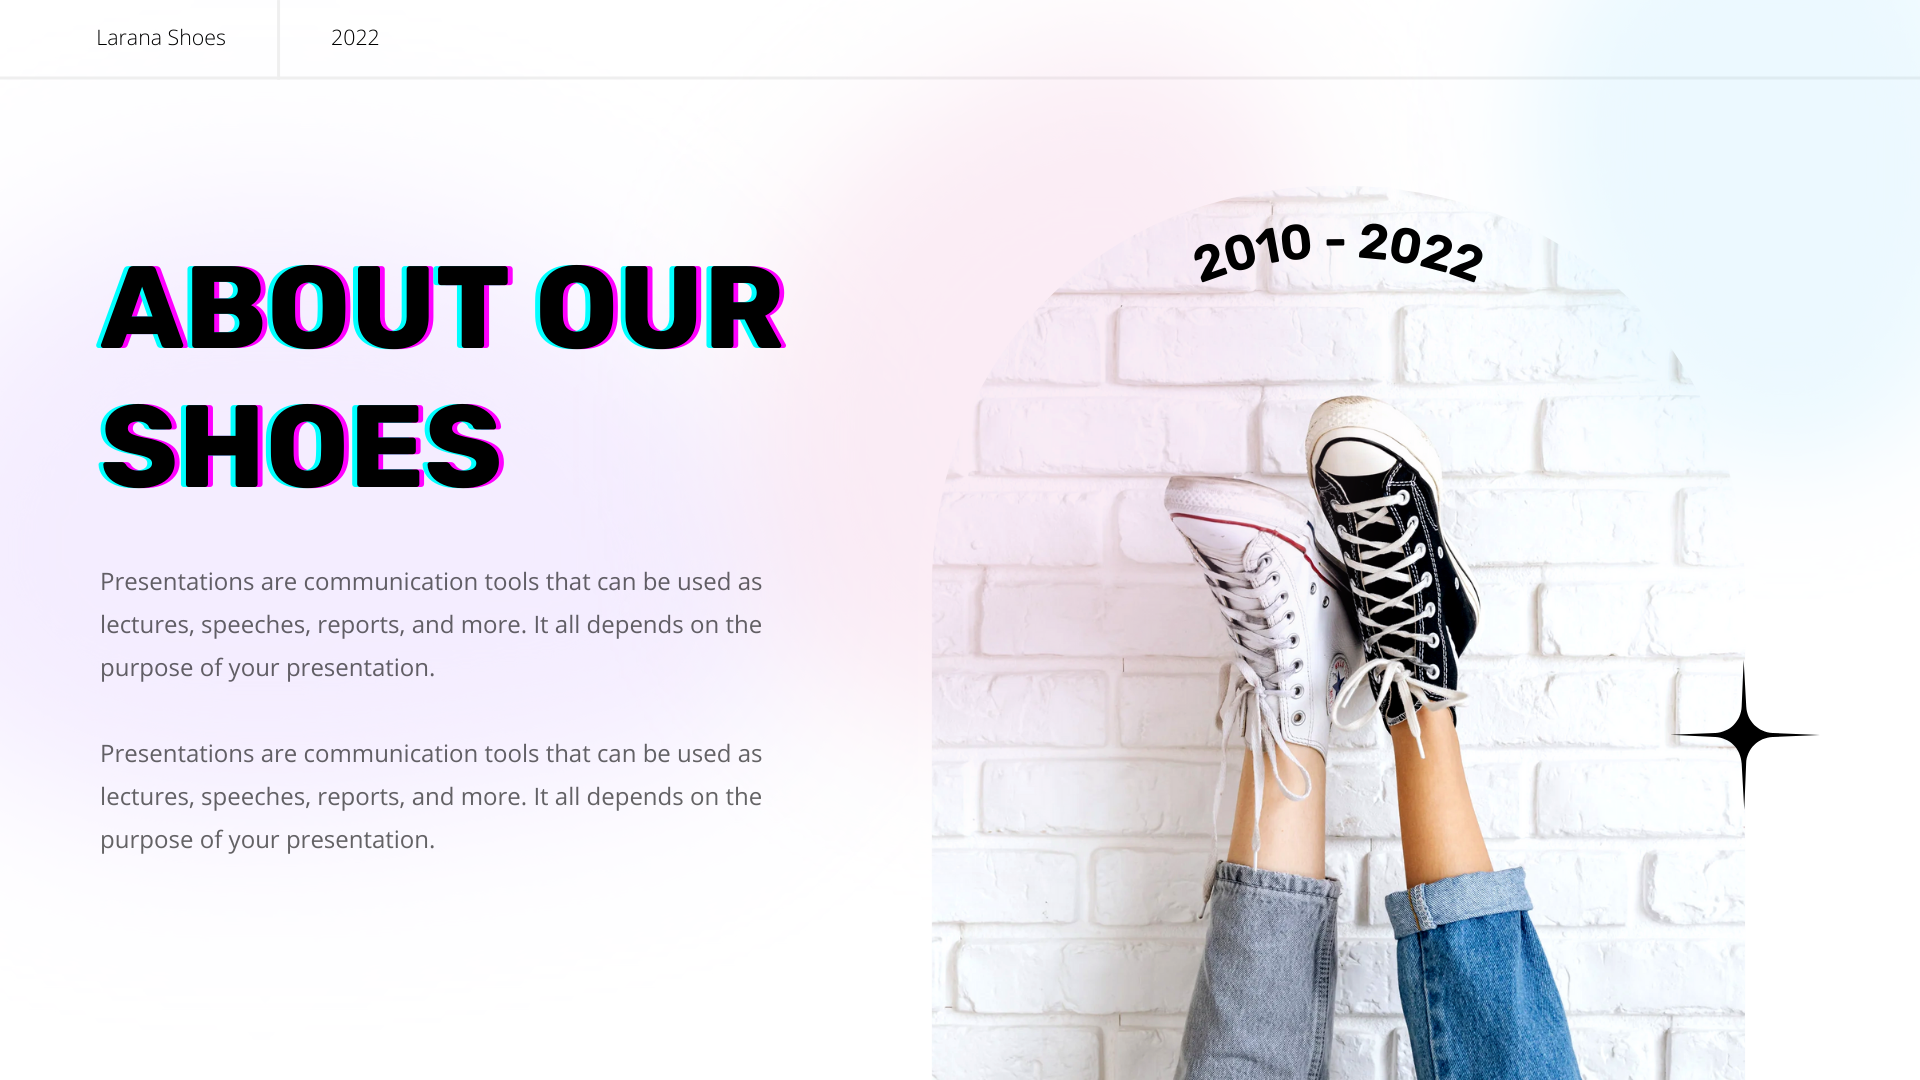 Larana Shoes
2022
ABOUT OUR
SHOES
Presentations are communication tools that can be used as
lectures, speeches, reports, and more. It all depends on the
purpose of your presentation.
Presentations are communication tools that can be used as
lectures, speeches, reports, and more. It all depends on the
purpose of your presentation.
2010 - 2022